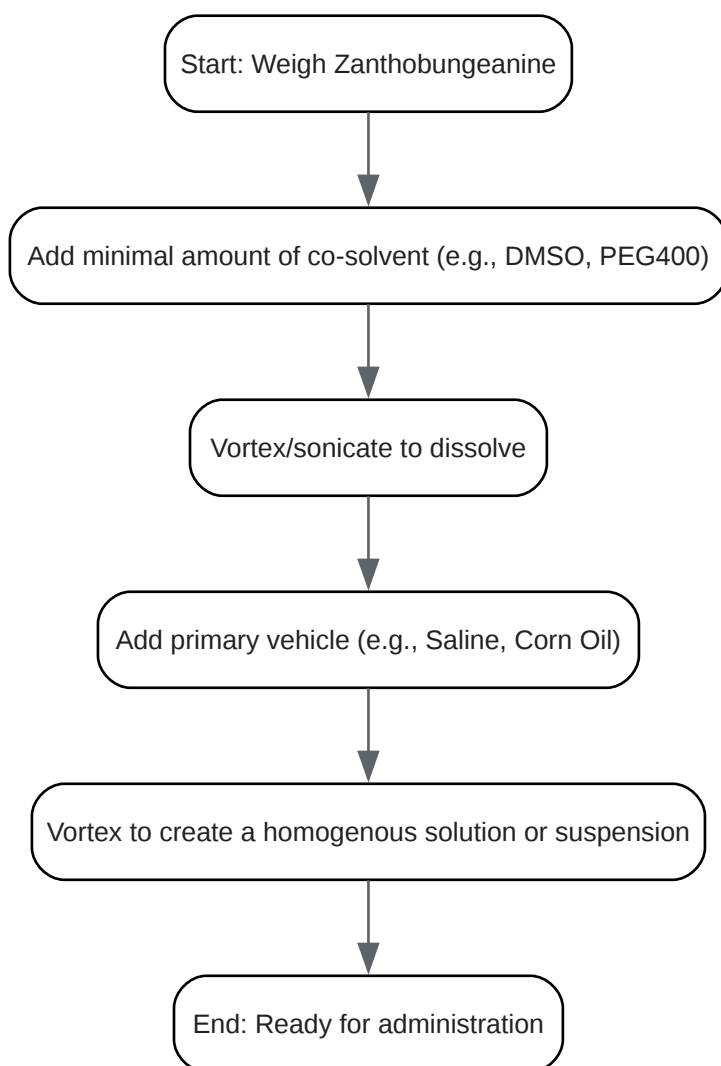 Start: Weigh Zanthobungeanine
Add minimal amount of co-solvent (e.g., DMSO, PEG400)
Vortex/sonicate to dissolve
Add primary vehicle (e.g., Saline, Corn Oil)
Vortex to create a homogenous solution or suspension
End: Ready for administration